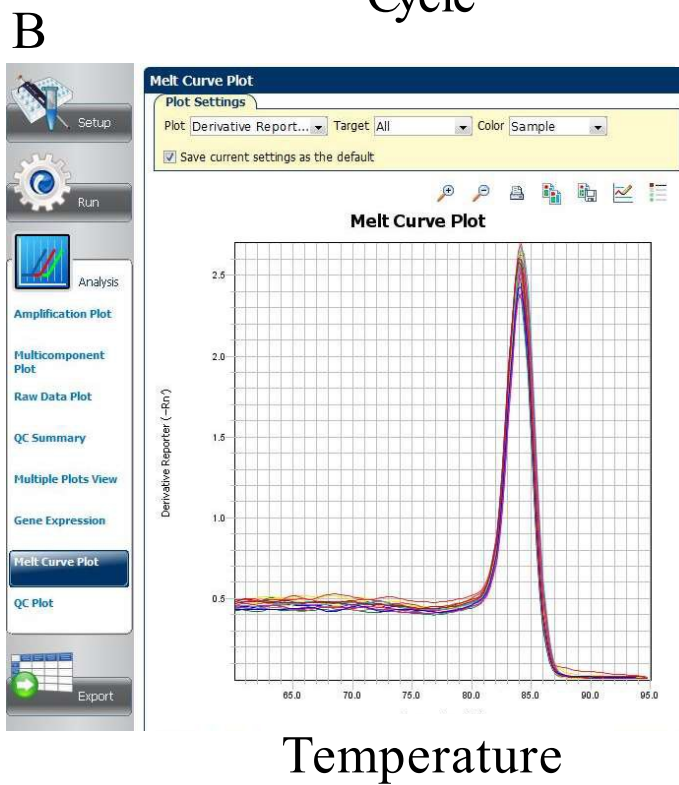 Cycle
B
Melt Curve Plot
Plot Settings
Plot Derivative Report... Target All Color Sample
Save current settings as the default
Setup
Run
Analysis
Amplification Plot
Multicomponent
Plot
Raw Data Plot
QC Summary
Multiple Plots View
Gene Expression
Melt Curve Plot
QC Plot
Export
Melt Curve Plot
Derivative Reporter (-Rn')
2.5
2.0
1.5
1.0
0.5
65.0 70.0 75.0 80.0 85.0 90.0 95.0
Temperature